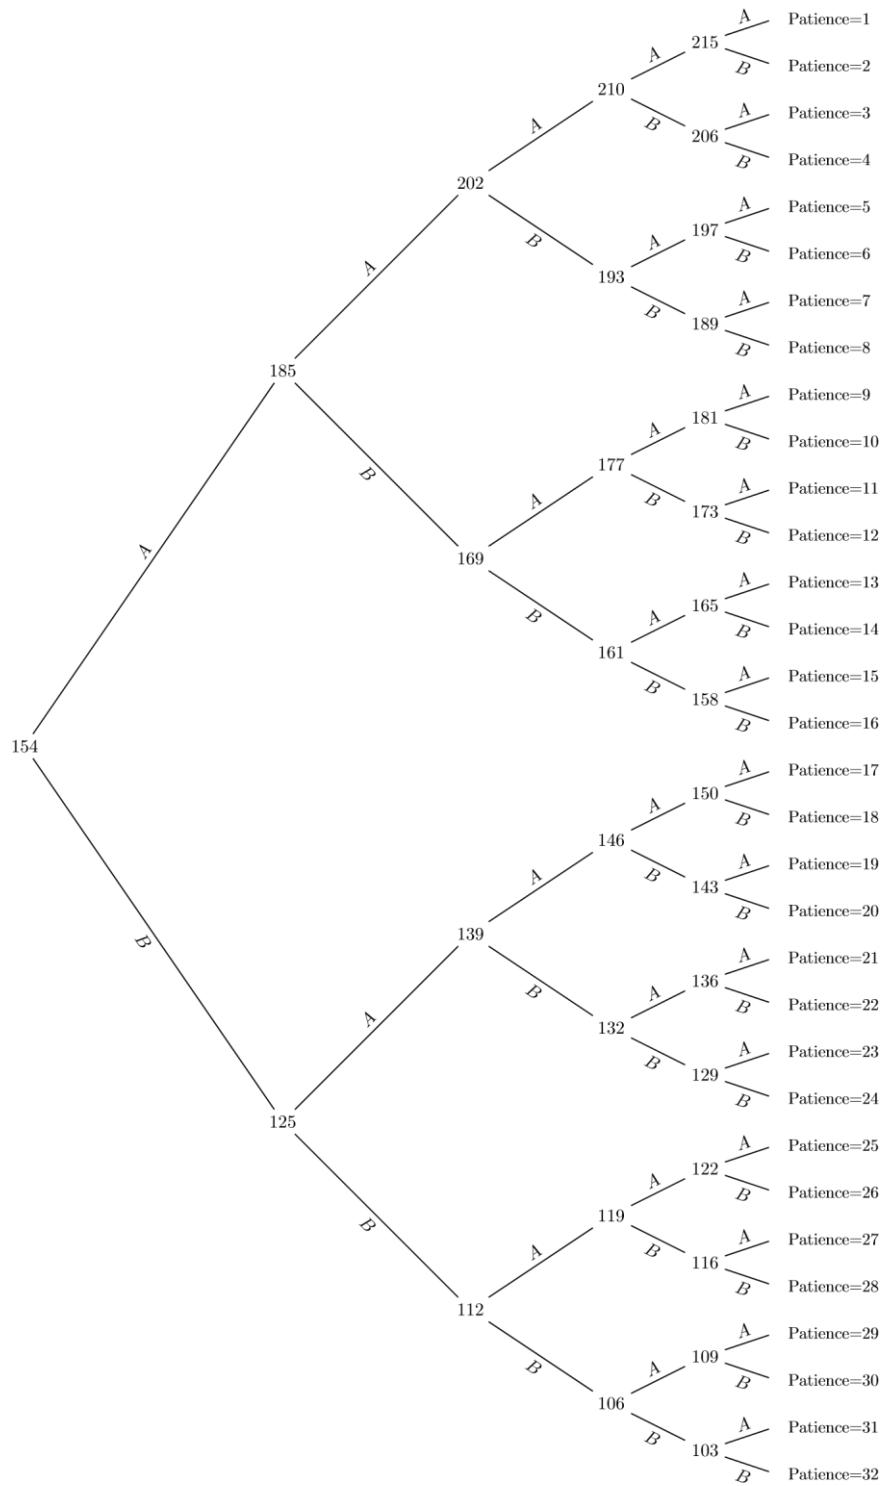 A Patience=1
215
A
B Patience=2
210
A Patience=3
A B
206
B Patience=4
202
A Patience=5
197
B A
B Patience=6
A
193
A Patience=7
B
189
B Patience=8
185
A Patience=9
181
A
B Patience=10
177
B
A Patience=11
A B
173
B Patience=12
A
169
A Patience=13
165
B A
B Patience=14
161
A Patience=15
B
158
B Patience=16
154
A Patience=17
150
A
B Patience=18
146
A Patience=19
A B
143
B Patience=20
139
B
A Patience=21
136
B A
B Patience=22
A
132
A Patience=23
B
129
B Patience=24
125
A Patience=25
122
A
B Patience=26
119
B
A Patience=27
A B
116
B Patience=28
112
A Patience=29
109
B A
B Patience=30
106
A Patience=31
B
103
B Patience=32